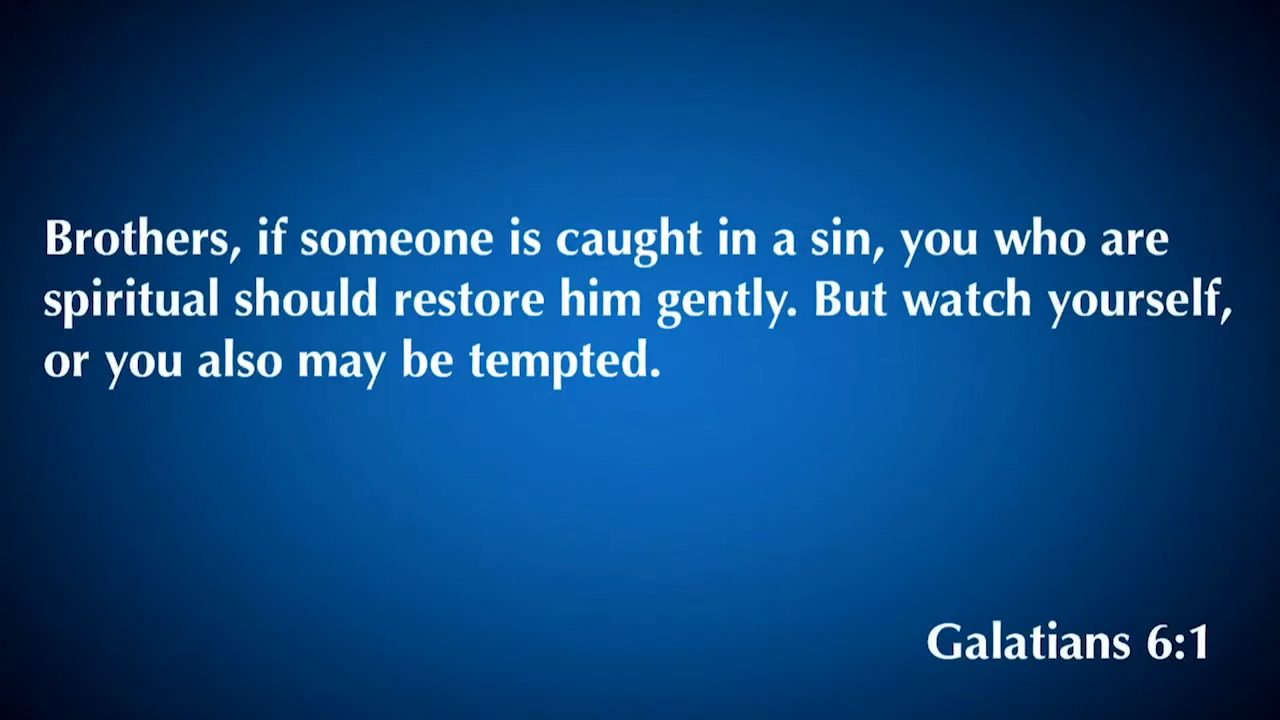 Brothers, if someone is caught in a sin, you who are
spiritual should restore him gently. But watch yourself,
or you also may be tempted.
Galatians 6:1